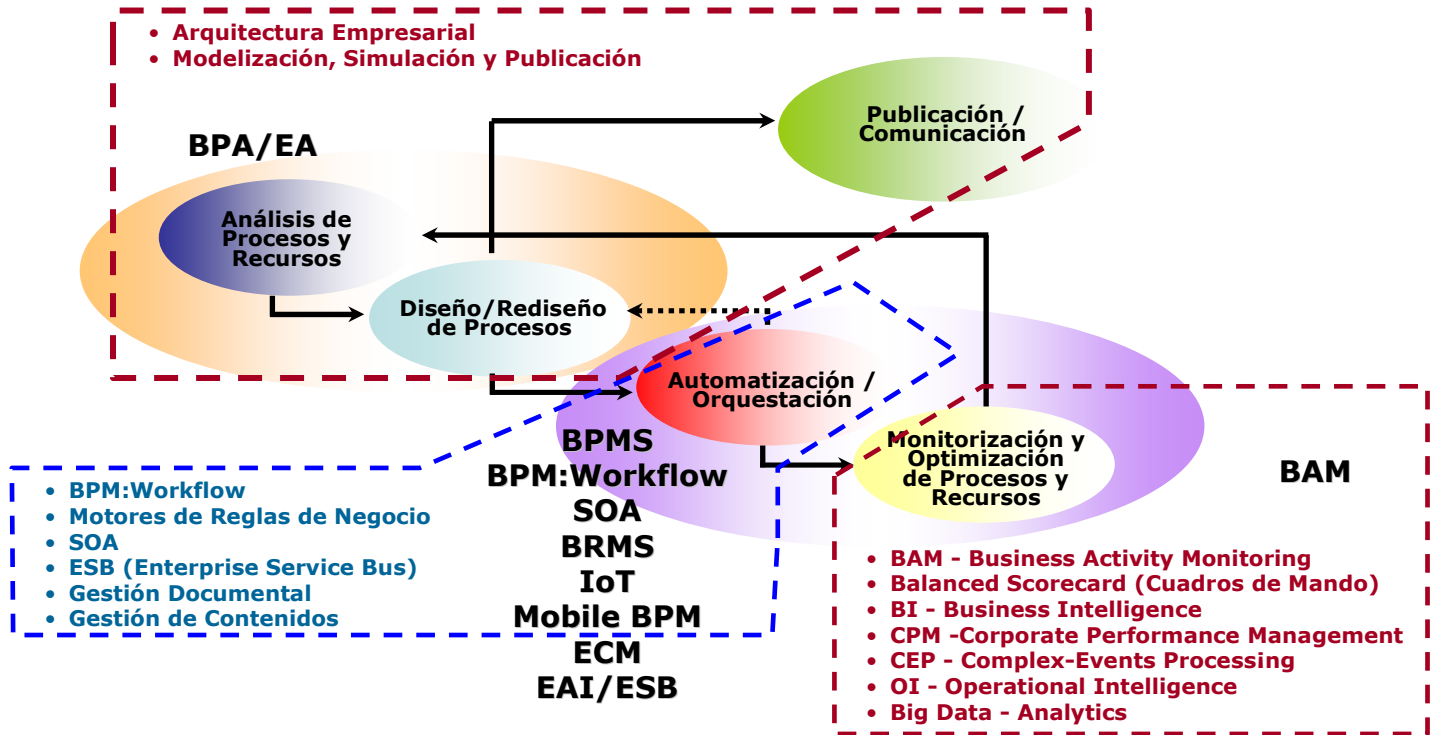 • Arquitectura Empresarial
• Modelización, Simulación y Publicación
Publicación /
Comunicación
BPA/EA
Análisis de
Procesos y
Recursos
Diseño/Rediseño
de Procesos
Automatización /
Orquestación
Monitorización y
Optimización
de Procesos y
Recursos
BAM
BPMS
BPM:Workflow
SOA
BRMS
IoT
Mobile BPM
ECM
EAI/ESB
• BPM:Workflow
• Motores de Reglas de Negocio
• SOA
• ESB (Enterprise Service Bus)
• Gestión Documental
• Gestión de Contenidos
• BAM - Business Activity Monitoring
• Balanced Scorecard (Cuadros de Mando)
• BI - Business Intelligence
• CPM -Corporate Performance Management
• CEP - Complex-Events Processing
• OI - Operational Intelligence
• Big Data - Analytics